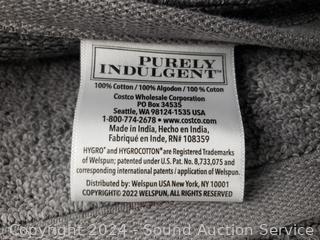 PURELY
INDULGENT™
100% Cotton / 100% Algodon / 100 % Coton
Costco Wholesale Corporation
PO Box 34535
Seattle, WA 98124-1535 USA
1-800-774-2678 • www.costco.com
Made in India, Hecho en India,
Fabriqué en Inde, RN# 108359
HYGRO® and HYGROCOTTON® are Registered Trademarks
of Welspun; patented under U.S. Pat. No. 8,733,075 and
corresponding international patents / application of Welspun.
Distributed by: Welspun USA New York, NY 10001
COPYRIGHT© 2022 WELSPUN, ALL RIGHTS RESERVED
Copyright 2024 - Sound Auction Service